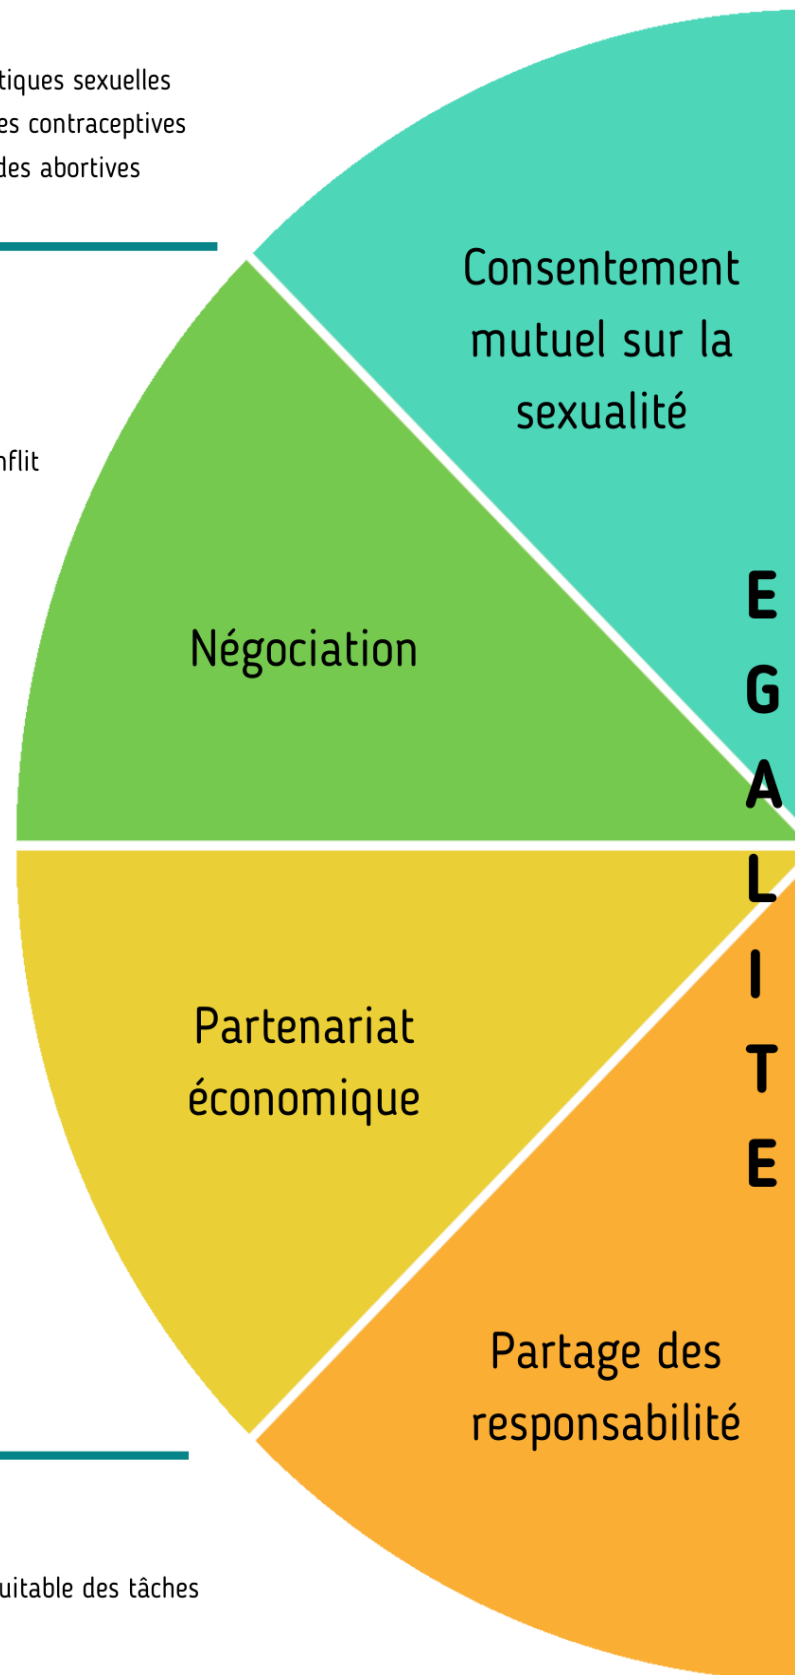 tiques sexuelles
es contraceptives
des abortives
Consentement
mutuel sur la
sexualité
nflit
Négociation
E
G
A
L
I
T
E
Partenariat
économique
Partage des
responsabilité
uitable des tâches